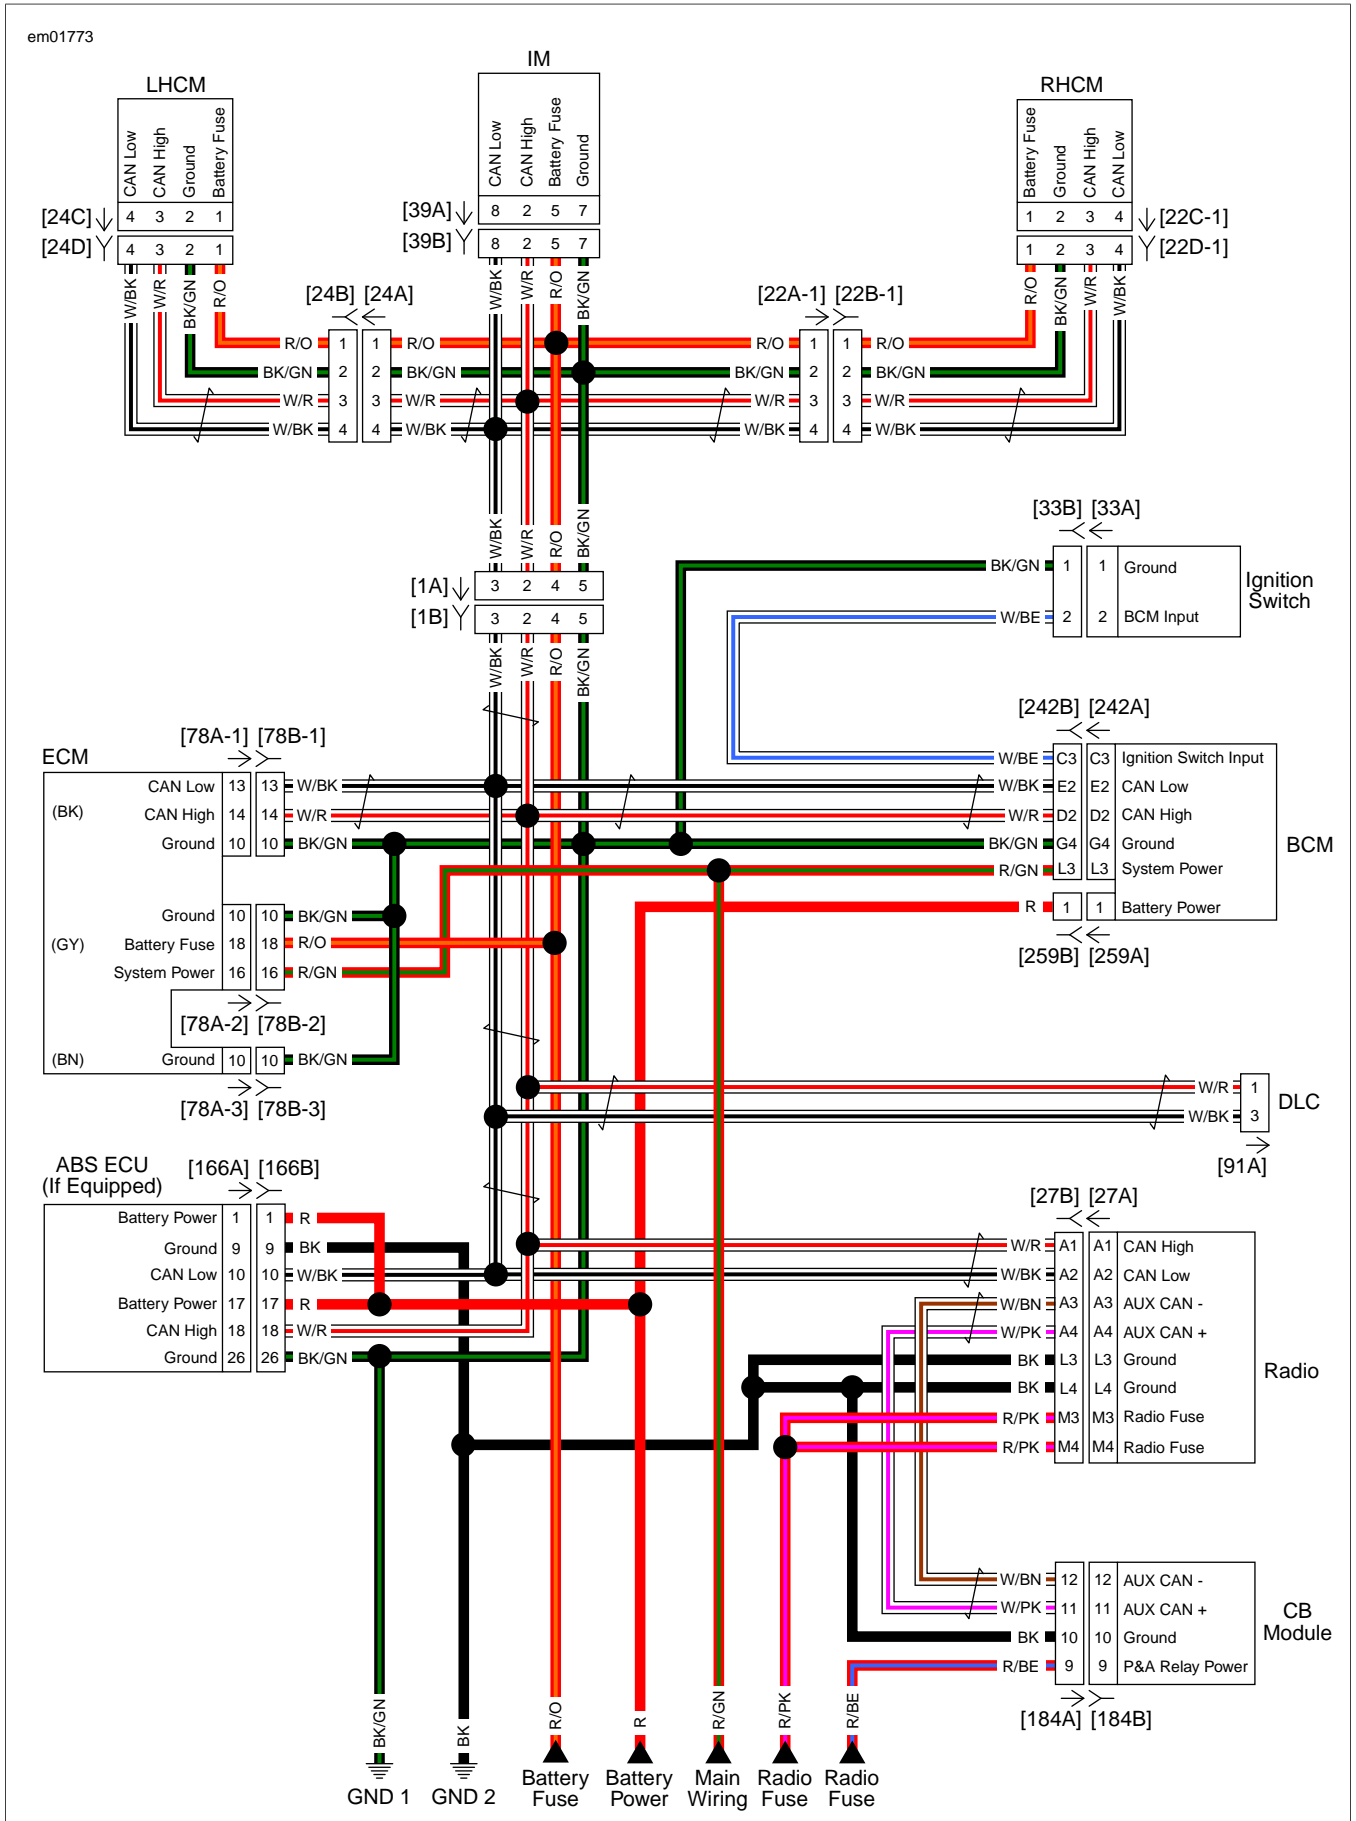 em01773
LHCM
IM
RHCM
CAN Low
CAN High
Ground
Battery Fuse
CAN Low
CAN High
Battery Fuse
Ground
Battery Fuse
Ground
CAN High
CAN Low
[24C] 4 3 2 1
[39A] 8 2 5 7
1 2 3 4 [22C-1]
[24D] 4 3 2 1
[39B] 8 2 5 7
1 2 3 4 [22D-1]
W/BK W/R BK/GN R/O
W/BK W/R R/O BK/GN
R/O BK/GN W/R W/BK
[24B] [24A]
[22A-1] [22B-1]
R/O 1 1 R/O
R/O 1 1 R/O
BK/GN 2 2 BK/GN
BK/GN 2 2 BK/GN
W/R 3 3 W/R
W/R 3 3 W/R
W/BK 4 4 W/BK
W/BK 4 4 W/BK
W/BK W/R R/O BK/GN
[1A] 3 2 4 5
[1B] 3 2 4 5
W/BK W/R R/O BK/GN
[33B] [33A]
BK/GN 1 1 Ground
W/BE 2 2 BCM Input
Ignition
Switch
[242B] [242A]
W/BE C3 C3 Ignition Switch Input
W/BK E2 E2 CAN Low
W/R D2 D2 CAN High
BK/GN G4 G4 Ground
R/GN L3 L3 System Power
R 1 1 Battery Power
BCM
[259B] [259A]
[78A-1] [78B-1]
ECM
(BK)
CAN Low 13 13 W/BK
CAN High 14 14 W/R
Ground 10 10 BK/GN
(GY)
Ground 10 10 BK/GN
Battery Fuse 18 18 R/O
System Power 16 16 R/GN
[78A-2] [78B-2]
(BN) Ground 10 10 BK/GN
[78A-3] [78B-3]
W/R 1
W/BK 3
DLC
[91A]
ABS ECU
(If Equipped)
[166A] [166B]
Battery Power 1 1 R
Ground 9 9 BK
CAN Low 10 10 W/BK
Battery Power 17 17 R
CAN High 18 18 W/R
Ground 26 26 BK/GN
[27B] [27A]
W/R A1 A1 CAN High
W/BK A2 A2 CAN Low
W/BN A3 A3 AUX CAN -
W/PK A4 A4 AUX CAN +
BK L3 L3 Ground
BK L4 L4 Ground
R/PK M3 M3 Radio Fuse
R/PK M4 M4 Radio Fuse
Radio
W/BN 12 12 AUX CAN -
W/PK 11 11 AUX CAN +
BK 10 10 Ground
R/BE 9 9 P&A Relay Power
CB
Module
[184A] [184B]
BK/GN BK R/O R R/GN R/PK R/BE
GND 1
GND 2
Battery
Fuse
Battery
Power
Main
Wiring
Radio
Fuse
Radio
Fuse